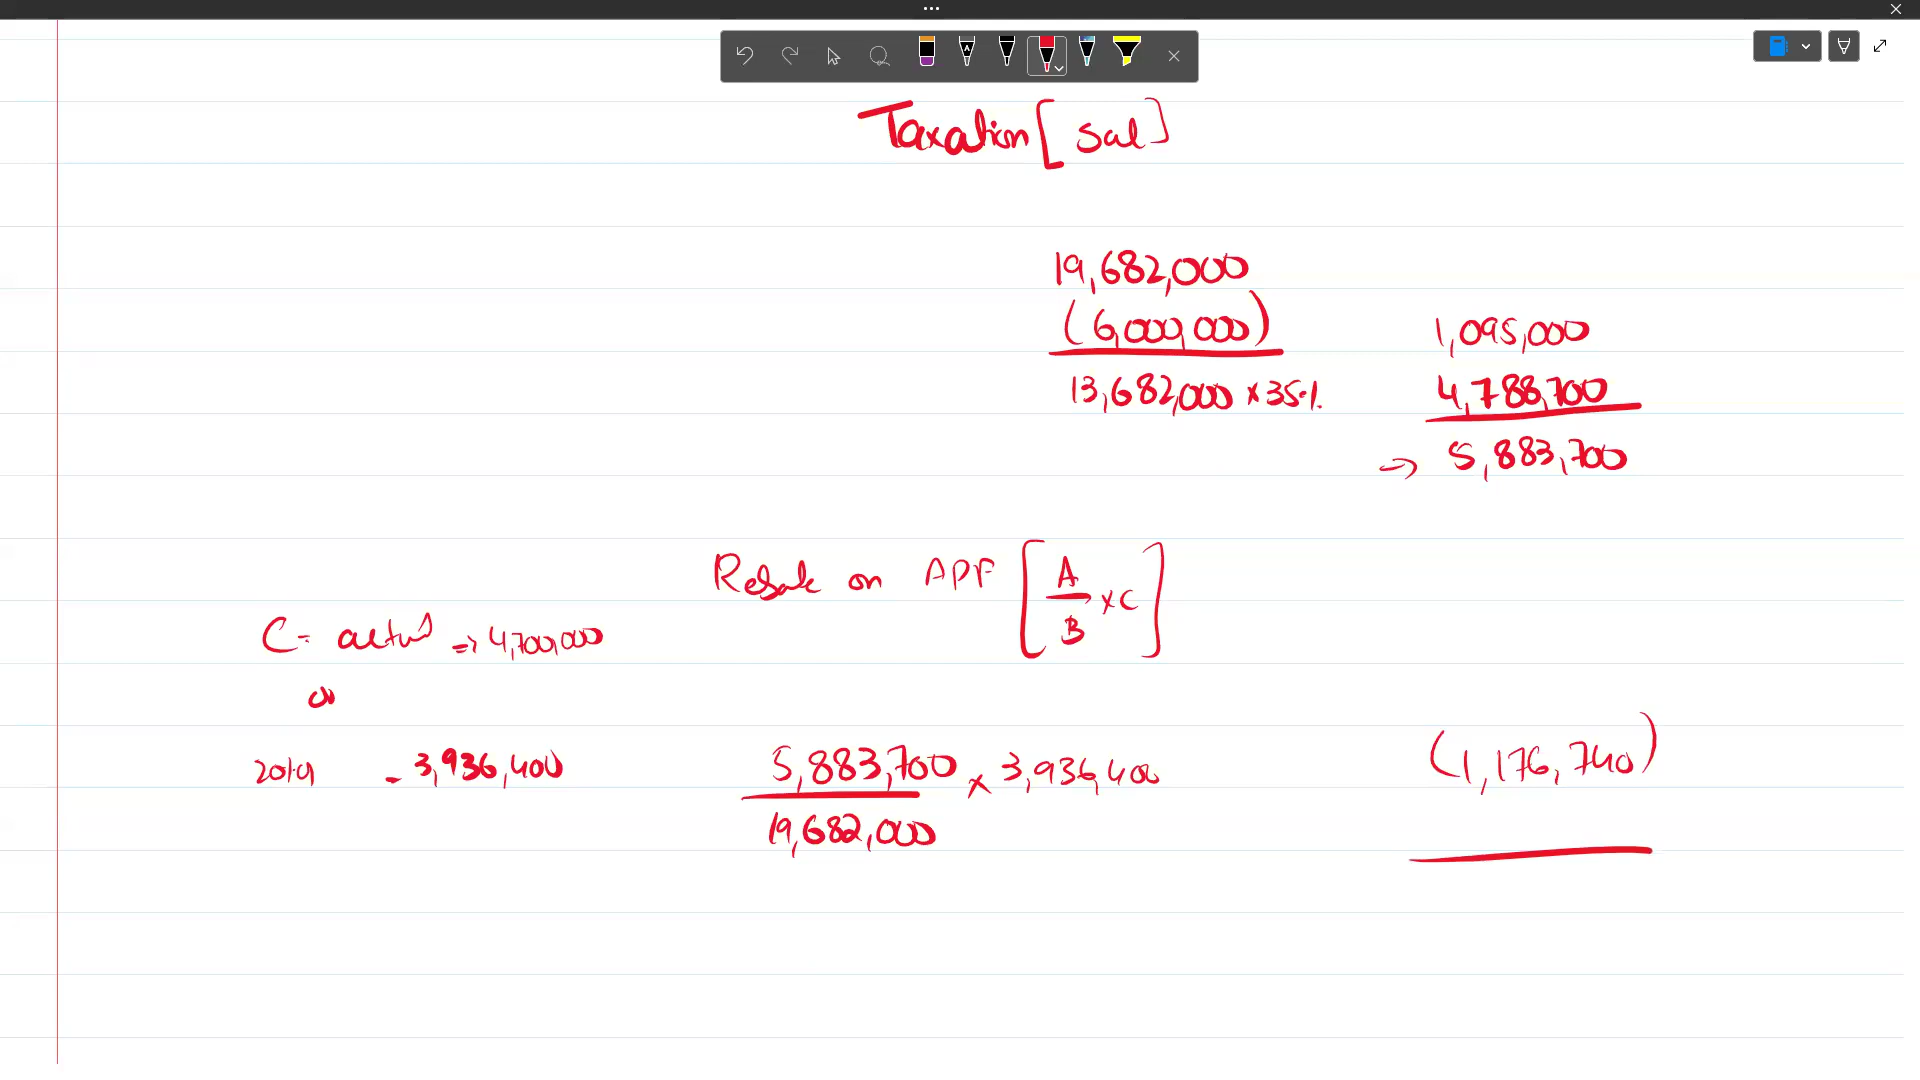 Taxation [Sal]
19,682,000
(6,000,000)
1,095,000
13,682,000 × 35%
4,788,700
→ 5,883,700
Rebate on APF [A/B × C]
C = actual => 4,700,000
or
- 3,936,400
5,883,700 × 3,936,400
19,682,000
(1,176,740)